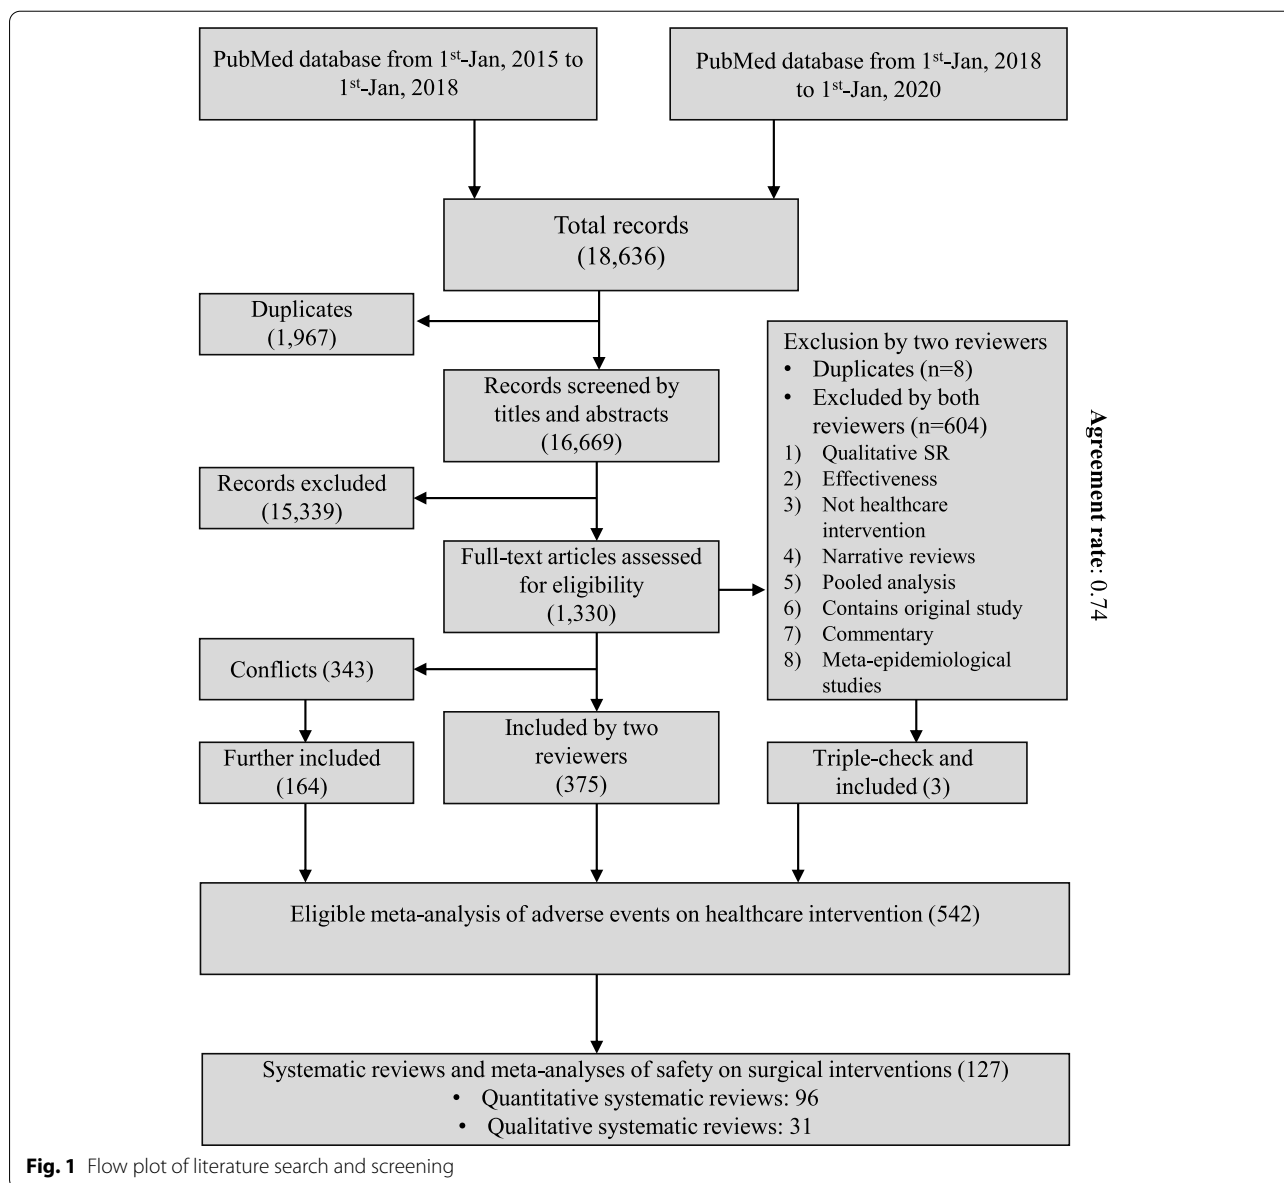 PubMed database from 1st-Jan, 2015 to
1st-Jan, 2018
PubMed database from 1st-Jan, 2018
to 1st-Jan, 2020
Total records
(18,636)
Duplicates
(1,967)
Records screened by
titles and abstracts
(16,669)
Records excluded
(15,339)
Full-text articles assessed
for eligibility
(1,330)
Exclusion by two reviewers
• Duplicates (n=8)
• Excluded by both
reviewers (n=604)
1) Qualitative SR
2) Effectiveness
3) Not healthcare
intervention
4) Narrative reviews
5) Pooled analysis
6) Contains original study
7) Commentary
8) Meta-epidemiological
studies
Agreement rate: 0.74
Conflicts (343)
Further included
(164)
Included by two
reviewers
(375)
Triple-check and
included (3)
Eligible meta-analysis of adverse events on healthcare intervention (542)
Systematic reviews and meta-analyses of safety on surgical interventions (127)
• Quantitative systematic reviews: 96
• Qualitative systematic reviews: 31
Fig. 1 Flow plot of literature search and screening